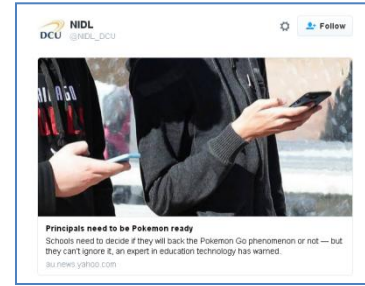 DCU
NIDL
@NIDL_DCU
Follow
Principals need to be Pokemon ready
Schools need to decide if they will back the Pokemon Go phenomenon or not — but
they can't ignore it, an expert in education technology has warned.
au.news.yahoo.com